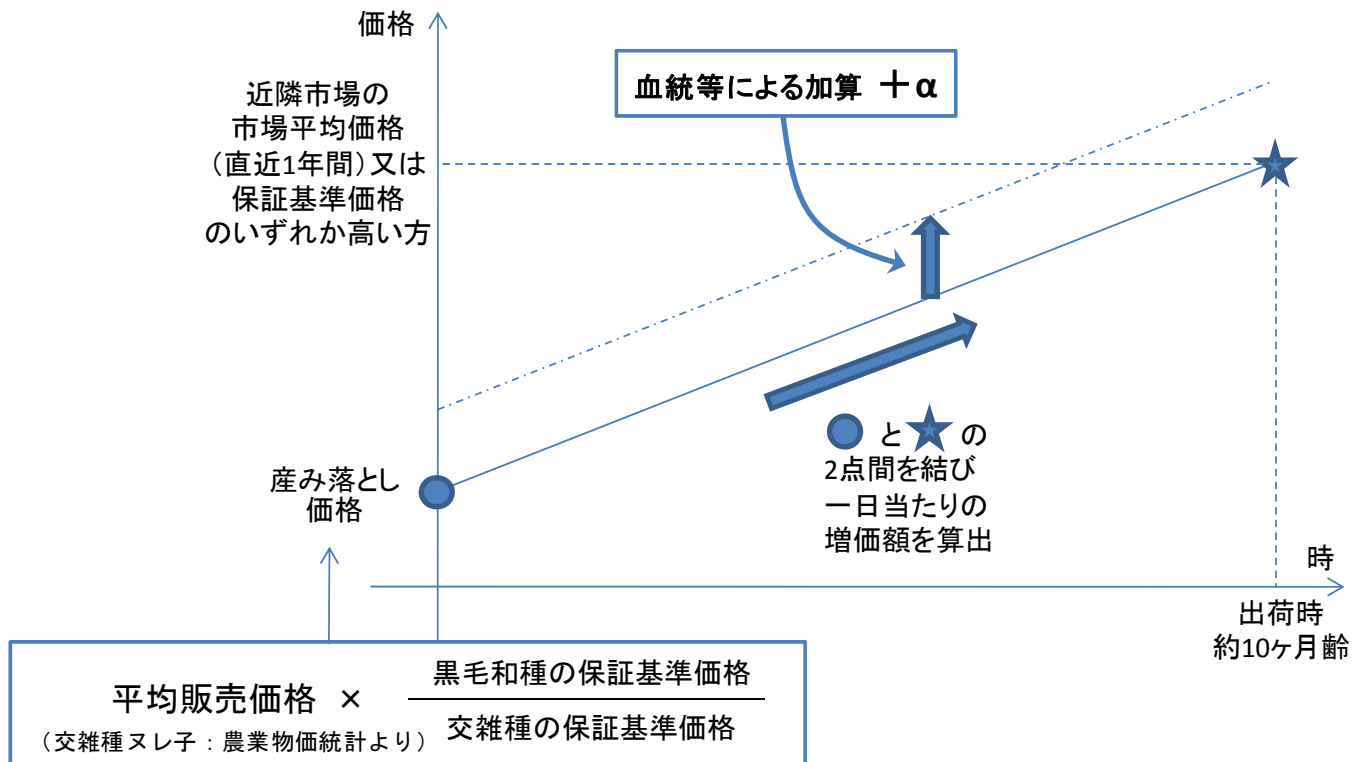 価格
近隣市場の
市場平均価格
（直近1年間）又は
保証基準価格
のいずれか高い方
血統等による加算 ＋α
と の
2点間を結び
一日当たりの
増価額を算出
産み落とし
価格
時
出荷時
約10ヶ月齢
平均販売価格 ×
（交雑種ヌレ子：農業物価統計より）
黒毛和種の保証基準価格
交雑種の保証基準価格